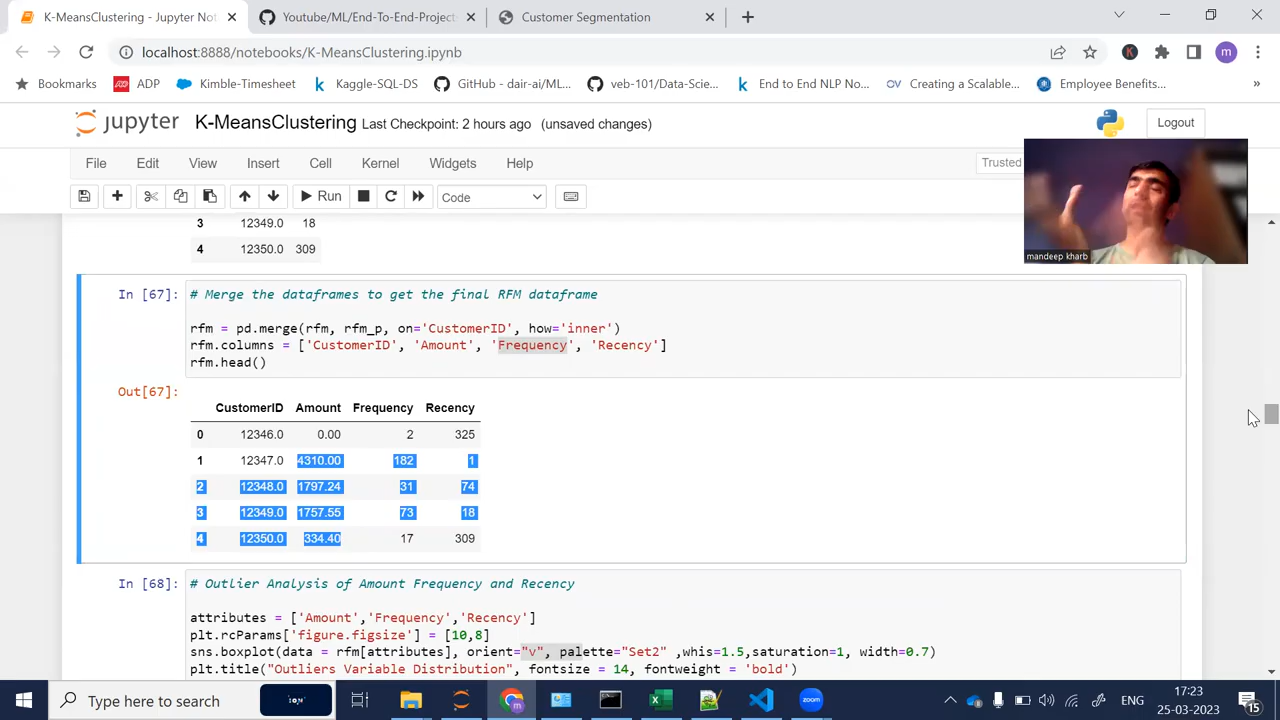 K-MeansClustering - Jupyter Not
Youtube/ML/End-To-End-Projects
Customer Segmentation
localhost:8888/notebooks/K-MeansClustering.ipynb
K
m
Bookmarks
ADP
Kimble-Timesheet
Kaggle-SQL-DS
GitHub - dair-ai/ML...
veb-101/Data-Scie...
End to End NLP No...
Creating a Scalable...
Employee Benefits...
»
jupyter K-MeansClustering Last Checkpoint: 2 hours ago (unsaved changes)
Logout
File Edit View Insert Cell Kernel Widgets Help
Trusted
Run
Code
mandeep kharb
3 12349.0 18
4 12350.0 309
In [67]: # Merge the dataframes to get the final RFM dataframe
rfm = pd.merge(rfm, rfm_p, on='CustomerID', how='inner')
rfm.columns = ['CustomerID', 'Amount', 'Frequency', 'Recency']
rfm.head()
Out[67]:
CustomerID Amount Frequency Recency
0 12346.0 0.00 2 325
1 12347.0 4310.00 182 1
2 12348.0 1797.24 31 74
3 12349.0 1757.55 73 18
4 12350.0 334.40 17 309
In [68]: # Outlier Analysis of Amount Frequency and Recency
attributes = ['Amount','Frequency','Recency']
plt.rcParams['figure.figsize'] = [10,8]
sns.boxplot(data = rfm[attributes], orient="v", palette="Set2" ,whis=1.5,saturation=1, width=0.7)
plt.title("Outliers Variable Distribution", fontsize = 14, fontweight = 'bold')
Type here to search
zoom
ENG
17:23
25-03-2023
15